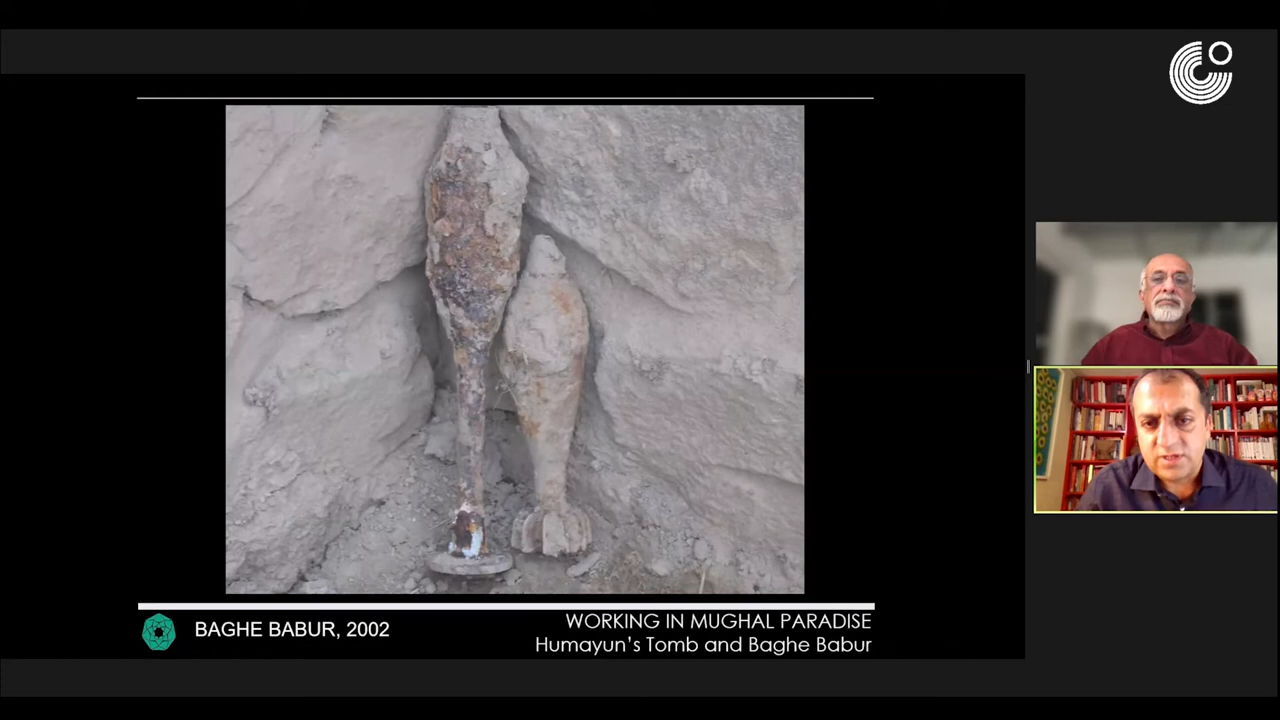 BAGHE BABUR, 2002
WORKING IN MUGHAL PARADISE
Humayun's Tomb and Baghe Babur